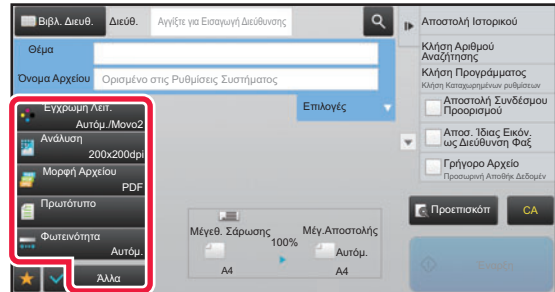 Βιβλ. Διευθ.
Διεύθ.
Αγγίξτε για Εισαγωγή Διεύθυνσης
Θέμα
Όνομα Αρχείου
Ορισμένο στις Ρυθμίσεις Συστήματος
Επιλογές
Έγχρωμη Λειτ.
Αυτόμ./Μονο2
Ανάλυση
200x200dpi
Μορφή Αρχείου
PDF
Πρωτότυπο
Φωτεινότητα
Αυτόμ.
Άλλα
Μέγεθ. Σάρωσης
100%
Μέγ.Αποστολής
Αυτόμ.
A4
A4
Αποστολή Ιστορικού
Κλήση Αριθμού
Αναζήτησης
Κλήση Προγράμματος
Κλήση Καταχωρημένων ρυθμίσεων
Αποστολή Συνδέσμου
Προορισμού
Αποσ. Ίδιας Εικόν.
ως Διεύθυνση Φαξ
Γρήγορο Αρχείο
Προσωρινή Αποθήκ Δεδομέν
Προεπισκόπ
CA
Έναρξη